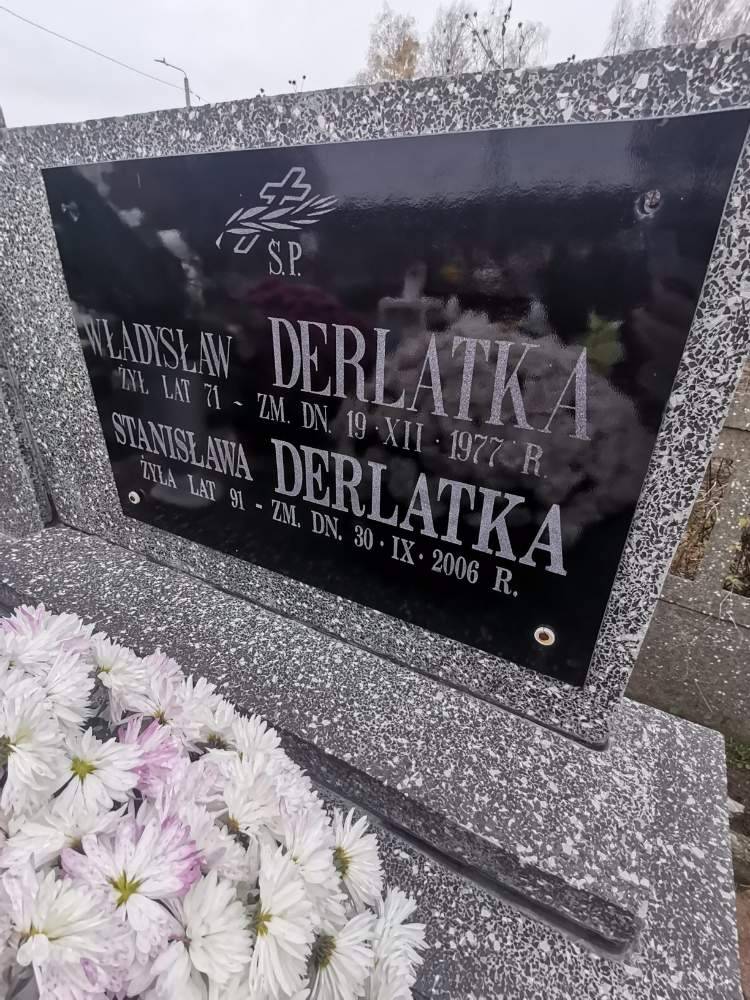 Ś.P.
WŁADYSŁAW DERLATKA
ŻYŁ LAT 71 - ZM. DN. 19·XII·1977 R.
STANISŁAWA DERLATKA
ŻYŁA LAT 91 - ZM. DN. 30·IX·2006 R.